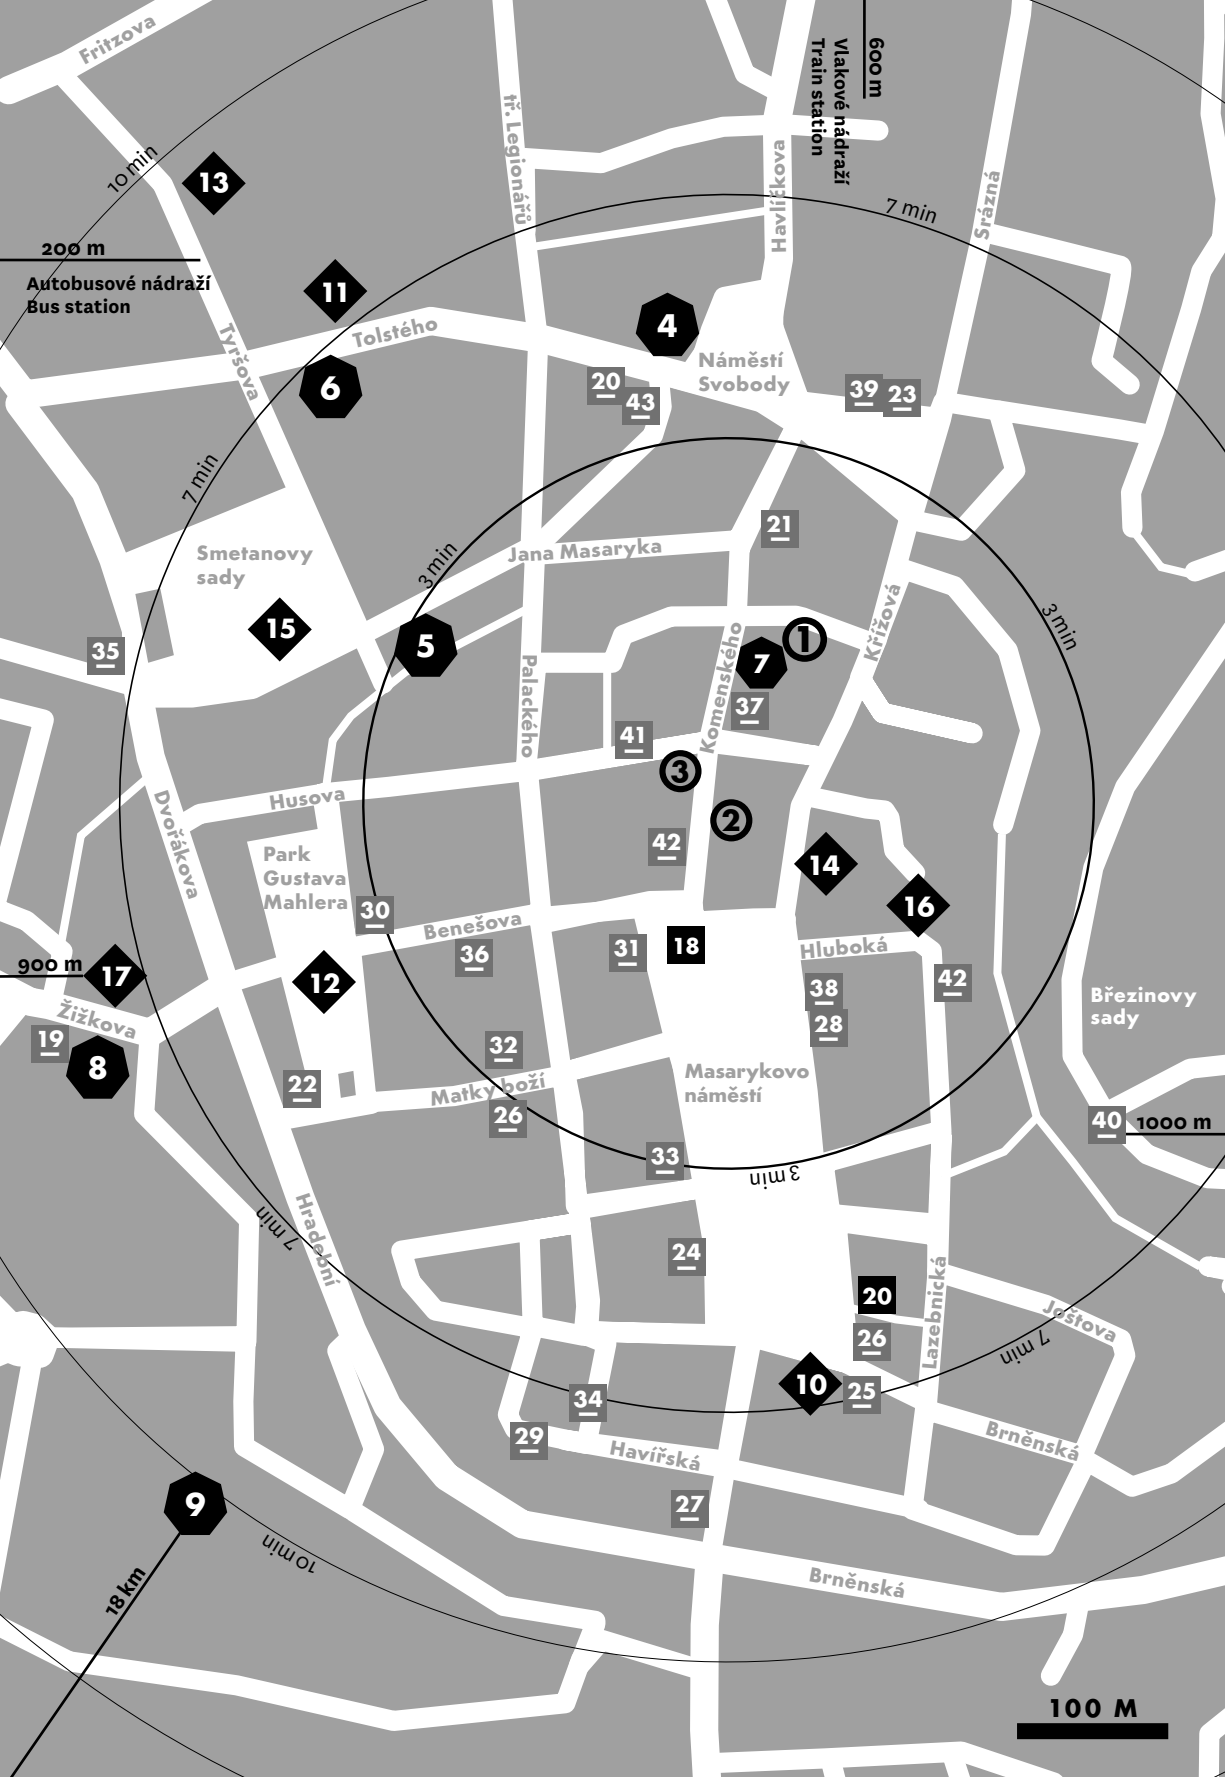 Fritzova
10 min
13
tř. Legionářů
Havlíčkova
Vlakové nádraží
Train station
600 m
Srázná
7 min
200 m
Autobusové nádraží
Bus station
11
Tolstého
Tyršova
4
Náměstí
Svobody
6
20
43
39
23
7 min
3 min
Smetanovy
sady
Jana Masaryka
21
15
5
35
Palackého
Komenského
7
1
Křížová
3 min
37
41
3
2
Husova
Dvořákova
Park
Gustava
Mahlera
42
14
16
30
Benešova
36
31
18
Hluboká
900 m
17
12
38
28
42
Březinovy
sady
Žižkova
19
8
32
22
Matky boží
26
Masarykovo
náměstí
40
1000 m
33
3 min
7 min
Hradební
24
20
26
Lazebnická
Joštova
7 min
10
25
34
29
Havířská
Brněnská
27
9
10 min
18 km
Brněnská
100 M